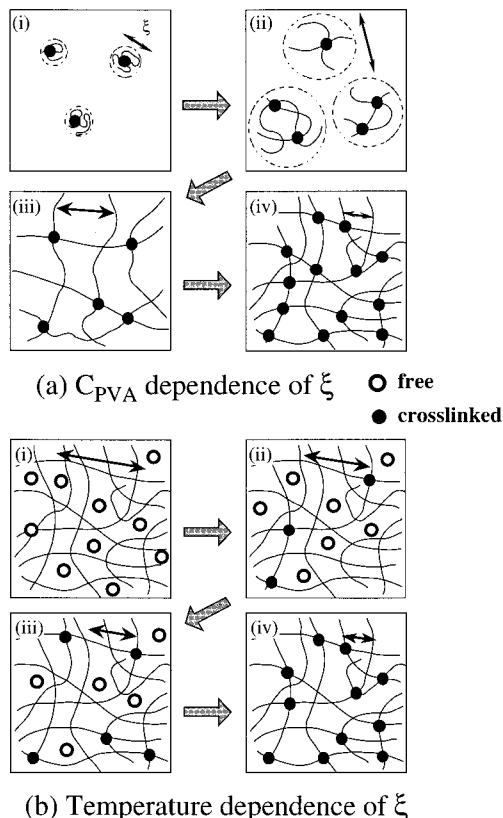 (i)
ξ
(ii)
(iii)
(iv)
(a) C_PVA dependence of ξ
free
crosslinked
(i)
(ii)
(iii)
(iv)
(b) Temperature dependence of ξ